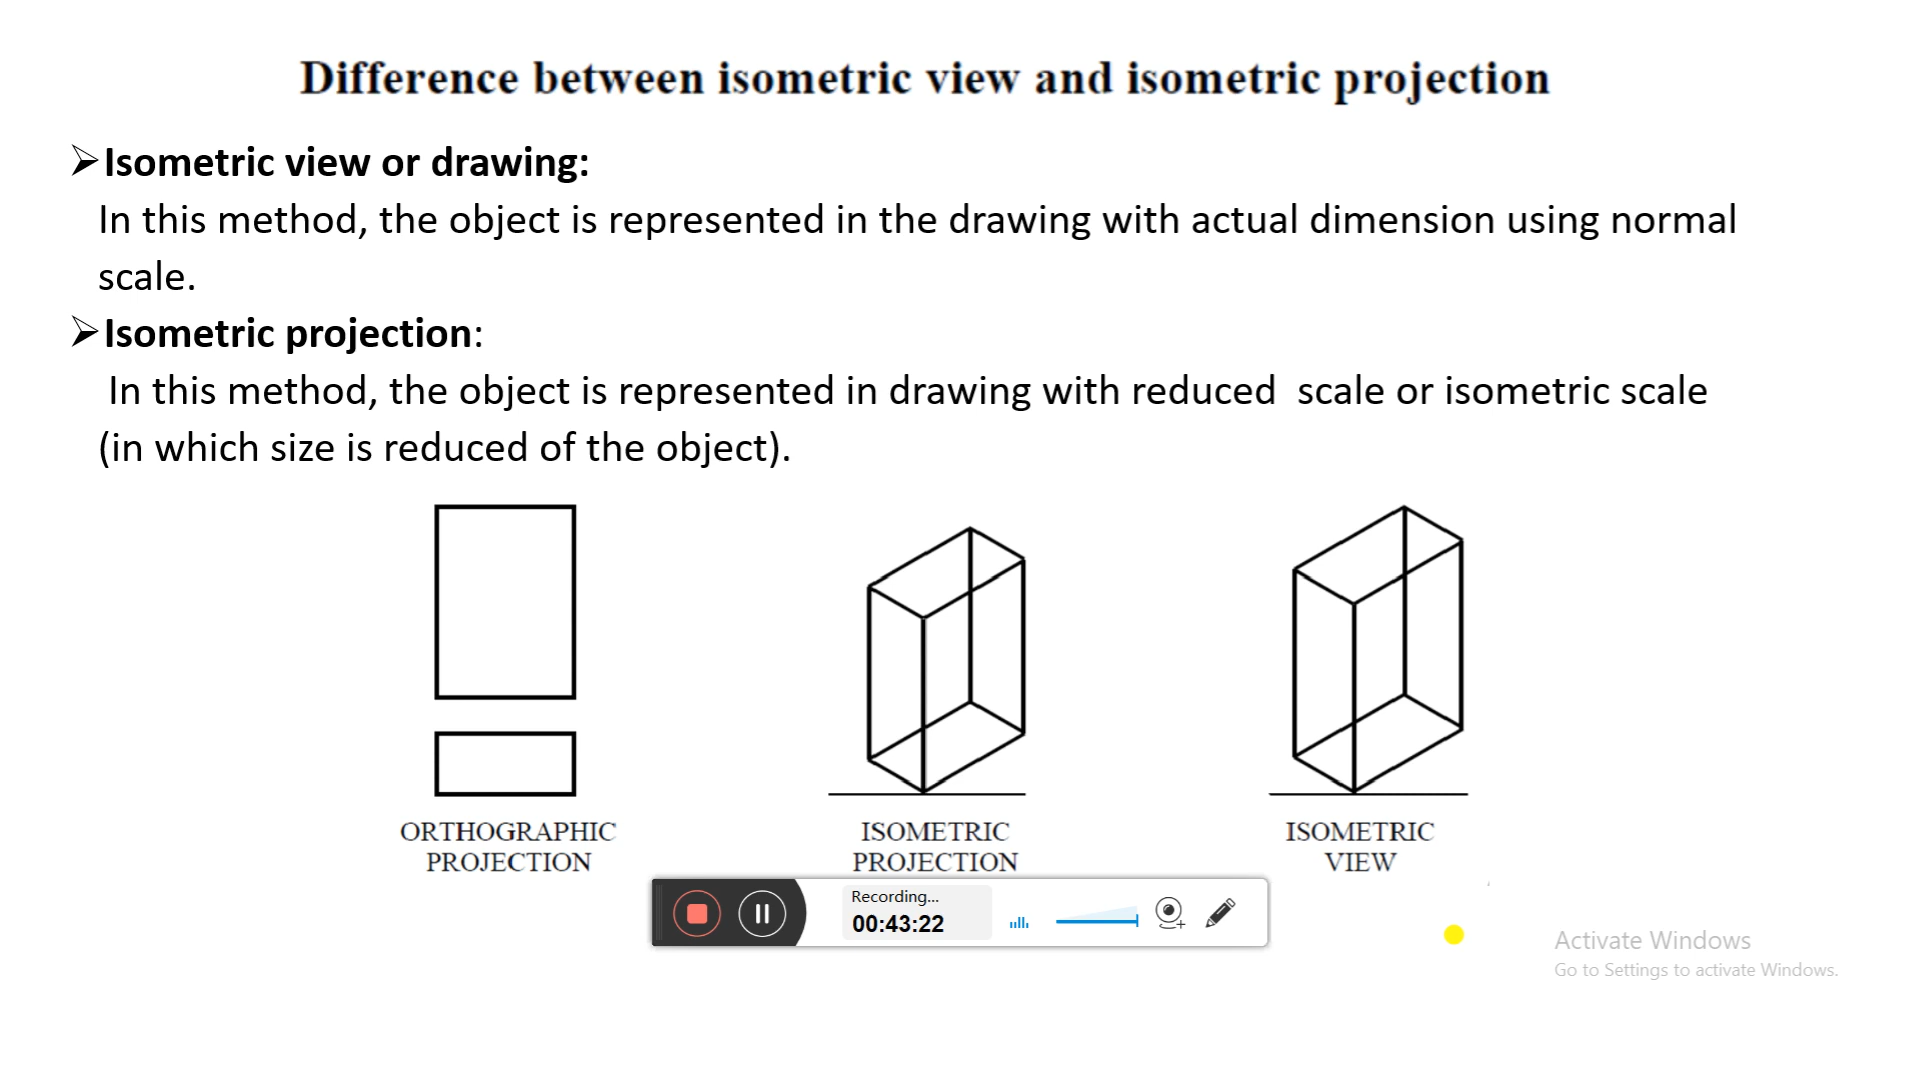 Difference between isometric view and isometric projection
➢Isometric view or drawing:
In this method, the object is represented in the drawing with actual dimension using normal
scale.
➢Isometric projection:
In this method, the object is represented in drawing with reduced  scale or isometric scale
(in which size is reduced of the object).
ORTHOGRAPHIC
PROJECTION
ISOMETRIC
PROJECTION
ISOMETRIC
VIEW
Recording...
00:43:22
Activate Windows
Go to Settings to activate Windows.